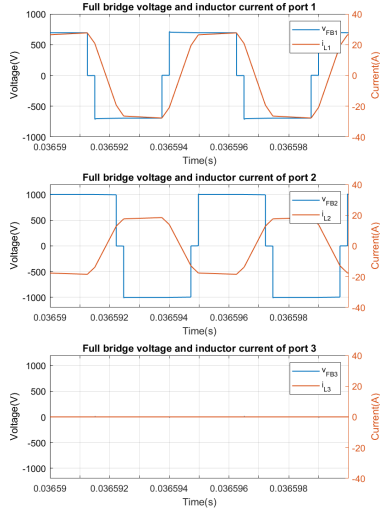 Full bridge voltage and inductor current of port 1
1000
500
0
-500
-1000
Voltage(V)
40
20
0
-20
-40
Current(A)
v_FB1
i_L1
0.03659
0.036592
0.036594
0.036596
0.036598
Time(s)
Full bridge voltage and inductor current of port 2
1000
500
0
-500
-1000
Voltage(V)
40
20
0
-20
-40
Current(A)
v_FB2
i_L2
0.03659
0.036592
0.036594
0.036596
0.036598
Time(s)
Full bridge voltage and inductor current of port 3
1000
500
0
-500
-1000
Voltage(V)
40
20
0
-20
-40
Current(A)
v_FB3
i_L3
0.03659
0.036592
0.036594
0.036596
0.036598
Time(s)